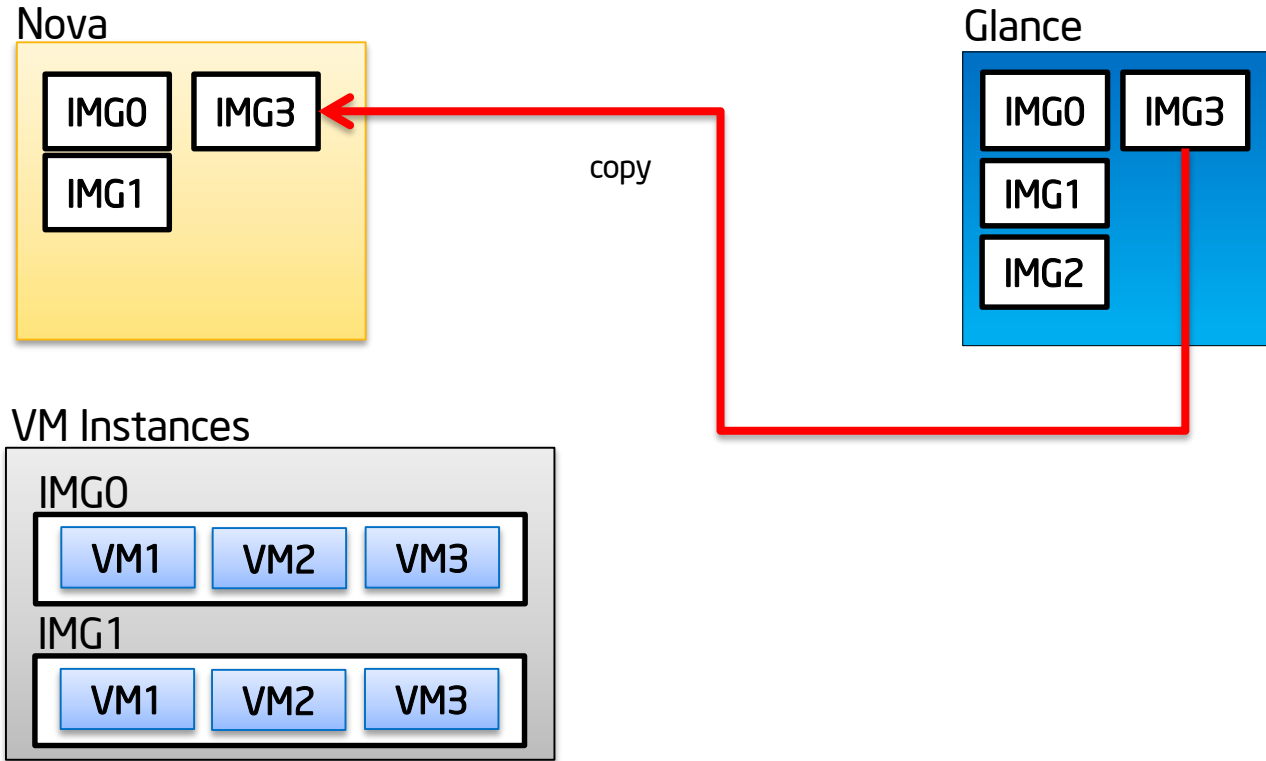 Nova
IMG0
IMG3
IMG1
copy
Glance
IMG0
IMG3
IMG1
IMG2
VM Instances
IMG0
VM1
VM2
VM3
IMG1
VM1
VM2
VM3